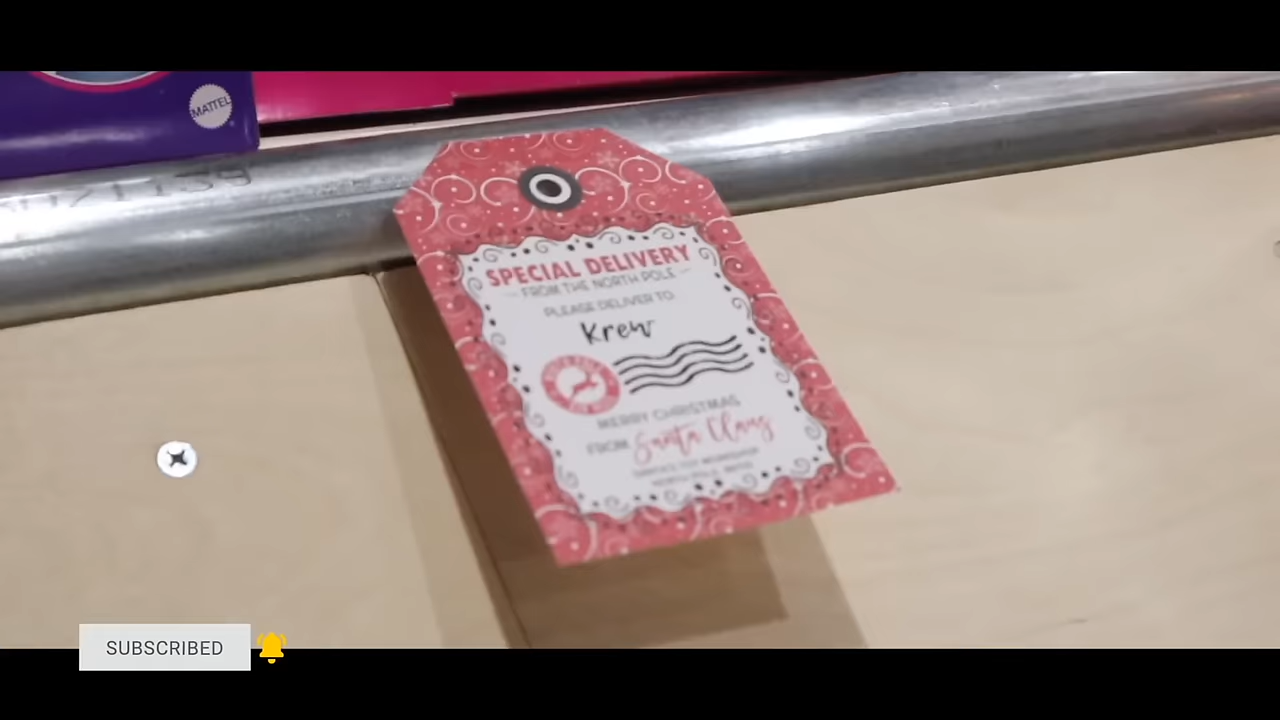 MATTEL
SPECIAL DELIVERY
FROM THE NORTH POLE
PLEASE DELIVER TO:
Krew
MERRY CHRISTMAS
FROM Santa Claus
SUBSCRIBED